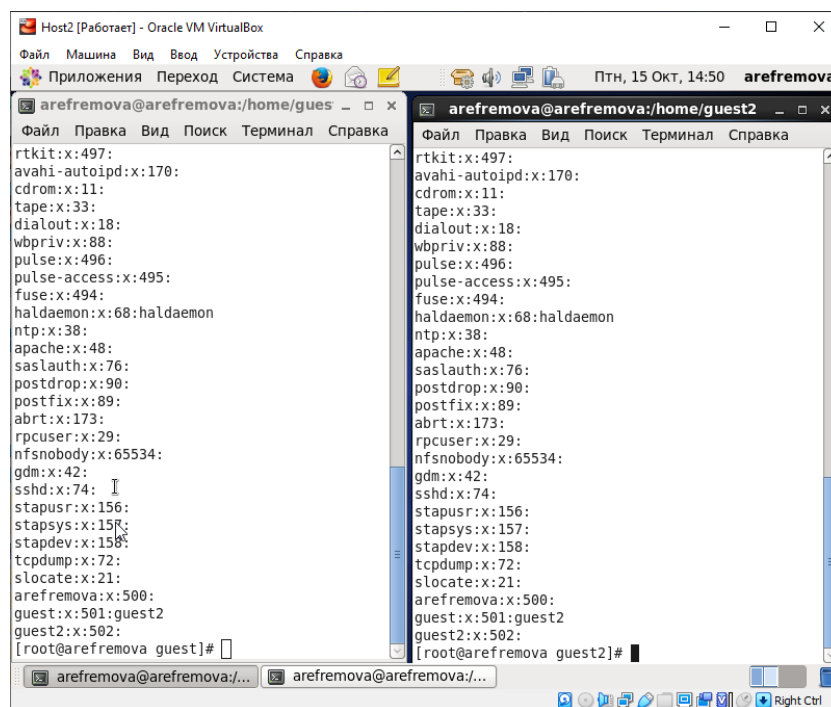 Host2 [Работает] - Oracle VM VirtualBox
Файл Машина Вид Ввод Устройства Справка
Приложения Переход Система Птн, 15 Окт, 14:50 arefremova
arefremova@arefremova:/home/gues
Файл Правка Вид Поиск Терминал Справка
rtkit:x:497:
avahi-autoipd:x:170:
cdrom:x:11:
tape:x:33:
dialout:x:18:
wbpriv:x:88:
pulse:x:496:
pulse-access:x:495:
fuse:x:494:
haldaemon:x:68:haldaemon
ntp:x:38:
apache:x:48:
saslauth:x:76:
postdrop:x:90:
postfix:x:89:
abrt:x:173:
rpcuser:x:29:
nfsnobody:x:65534:
gdm:x:42:
sshd:x:74:
stapusr:x:156:
stapsys:x:157:
stapdev:x:158:
tcpdump:x:72:
slocate:x:21:
arefremova:x:500:
guest:x:501:guest2
guest2:x:502:
[root@arefremova guest]#
arefremova@arefremova:/home/guest2
Файл Правка Вид Поиск Терминал Справка
rtkit:x:497:
avahi-autoipd:x:170:
cdrom:x:11:
tape:x:33:
dialout:x:18:
wbpriv:x:88:
pulse:x:496:
pulse-access:x:495:
fuse:x:494:
haldaemon:x:68:haldaemon
ntp:x:38:
apache:x:48:
saslauth:x:76:
postdrop:x:90:
postfix:x:89:
abrt:x:173:
rpcuser:x:29:
nfsnobody:x:65534:
gdm:x:42:
sshd:x:74:
stapusr:x:156:
stapsys:x:157:
stapdev:x:158:
tcpdump:x:72:
slocate:x:21:
arefremova:x:500:
guest:x:501:guest2
guest2:x:502:
[root@arefremova guest2]#
arefremova@arefremova:/... arefremova@arefremova:/...
Right Ctrl